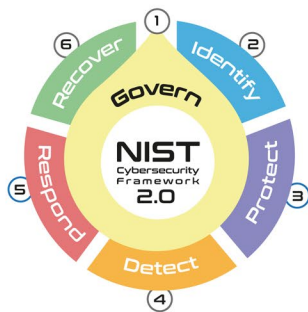 1
Govern
2
Identify
3
Protect
4
Detect
5
Respond
6
Recover
NIST
Cybersecurity
Framework
2.0